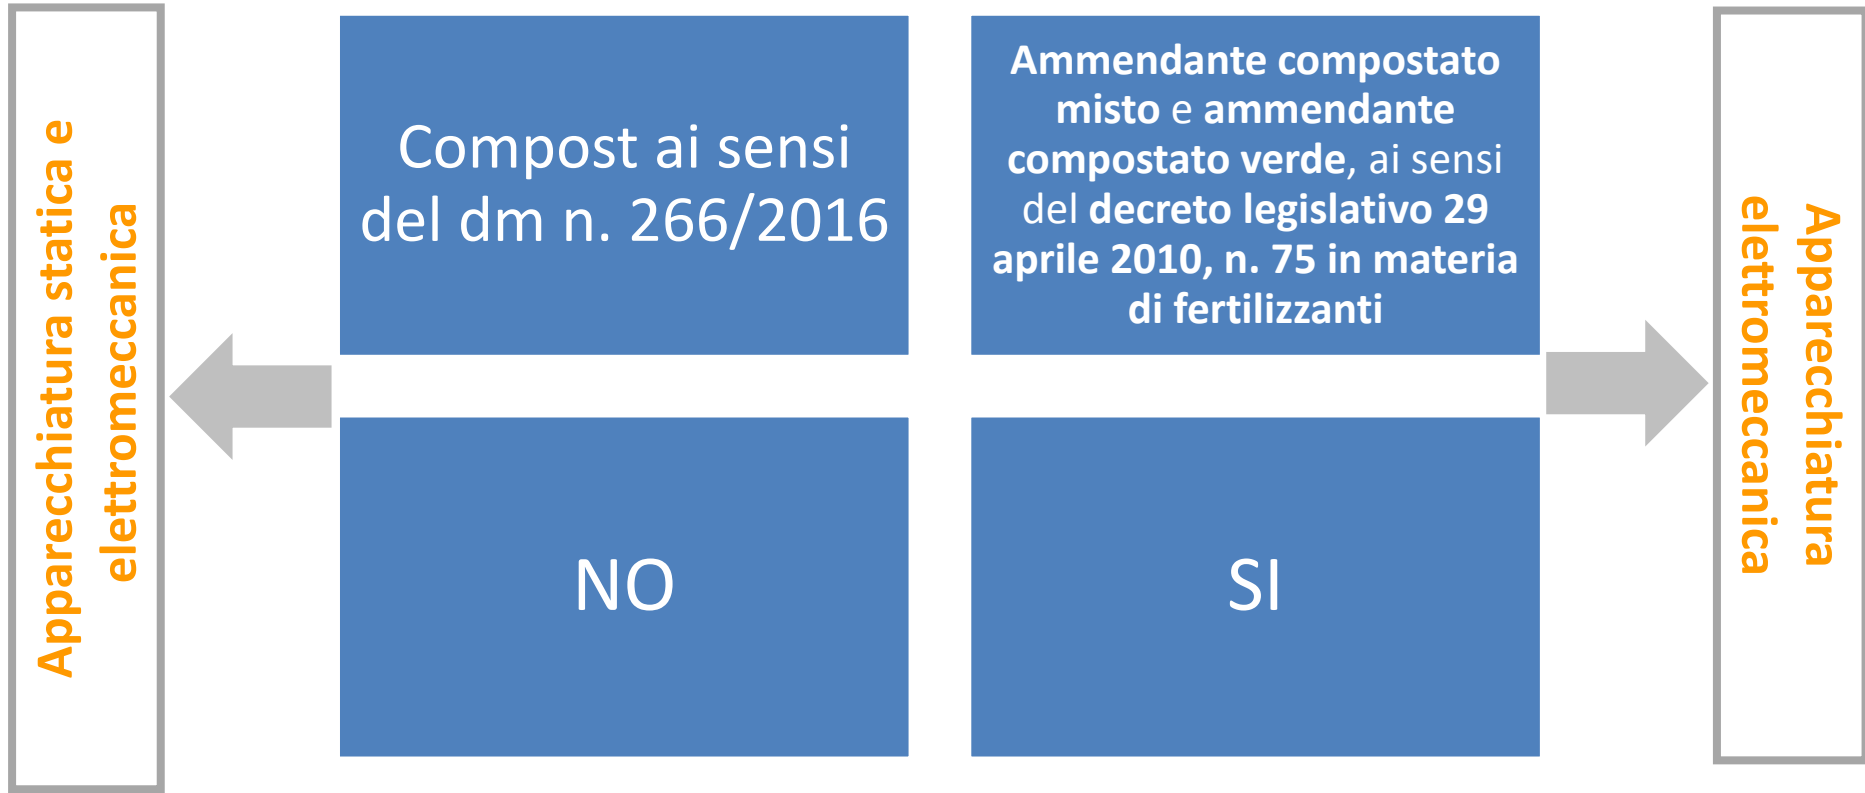 Apparecchiatura statica e
elettromeccanica
Compost ai sensi
del dm n. 266/2016
Ammendante compostato
misto e ammendante
compostato verde, ai sensi
del decreto legislativo 29
aprile 2010, n. 75 in materia
di fertilizzanti
NO
SI
Apparecchiatura
elettromeccanica